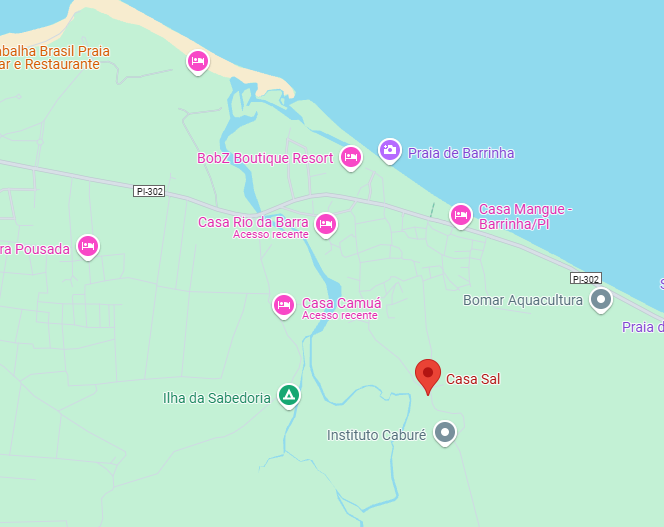 abalha Brasil Praia
ar e Restaurante
BobZ Boutique Resort
Praia de Barrinha
PI-302
Casa Mangue -
Barrinha/PI
Casa Rio da Barra
Acesso recente
ra Pousada
PI-302
Bomar Aquacultura
Casa Camuá
Acesso recente
Praia d
Casa Sal
Ilha da Sabedoria
Instituto Caburé